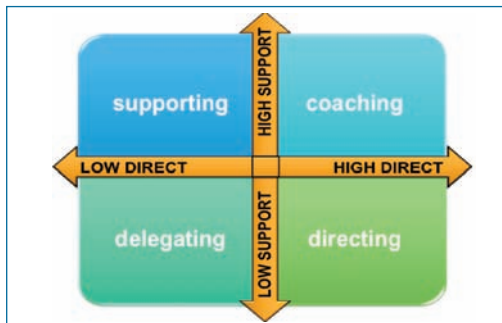 HIGH SUPPORT
supporting
coaching
LOW DIRECT
HIGH DIRECT
delegating
directing
LOW SUPPORT